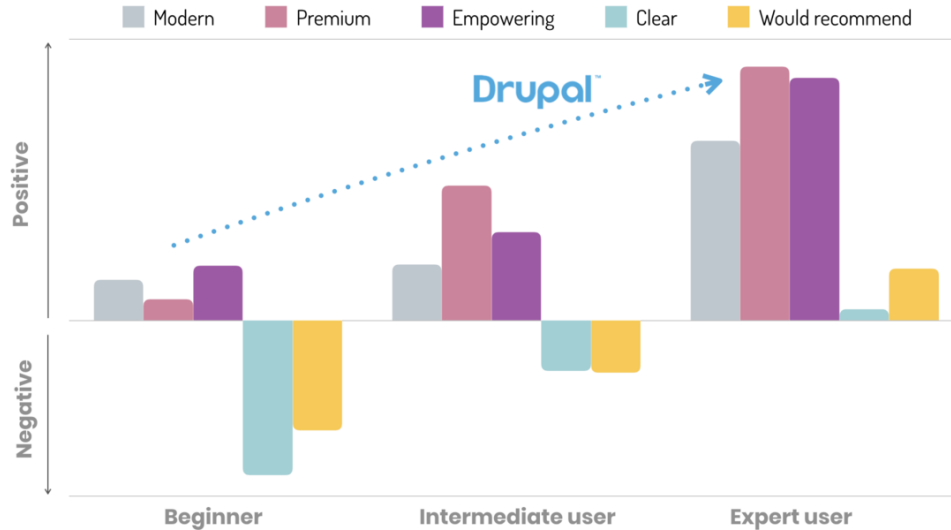 Modern Premium Empowering Clear Would recommend
Drupal™
Positive
Negative
Beginner Intermediate user Expert user